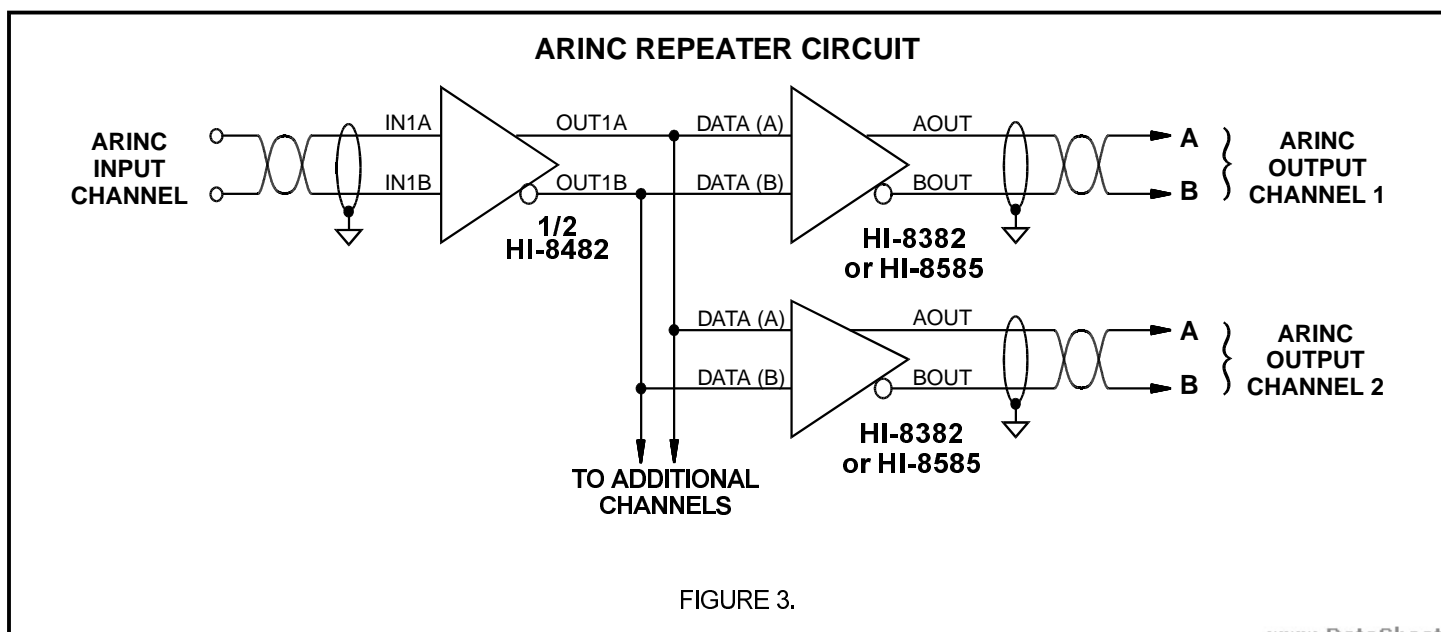 ARINC REPEATER CIRCUIT
ARINC
INPUT
CHANNEL
IN1A
IN1B
OUT1A
OUT1B
1/2
HI-8482
DATA (A)
DATA (B)
AOUT
BOUT
HI-8382
or HI-8585
A
B
ARINC
OUTPUT
CHANNEL 1
DATA (A)
DATA (B)
AOUT
BOUT
HI-8382
or HI-8585
A
B
ARINC
OUTPUT
CHANNEL 2
TO ADDITIONAL
CHANNELS
FIGURE 3.